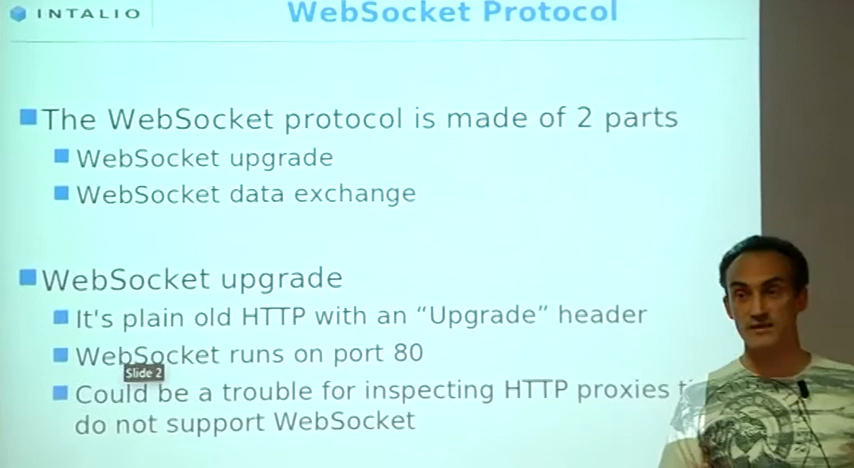 INTALIO
WebSocket Protocol
The WebSocket protocol is made of 2 parts
WebSocket upgrade
WebSocket data exchange
WebSocket upgrade
It's plain old HTTP with an “Upgrade” header
WebSocket runs on port 80
Slide 2
Could be a trouble for inspecting HTTP proxies
do not support WebSocket